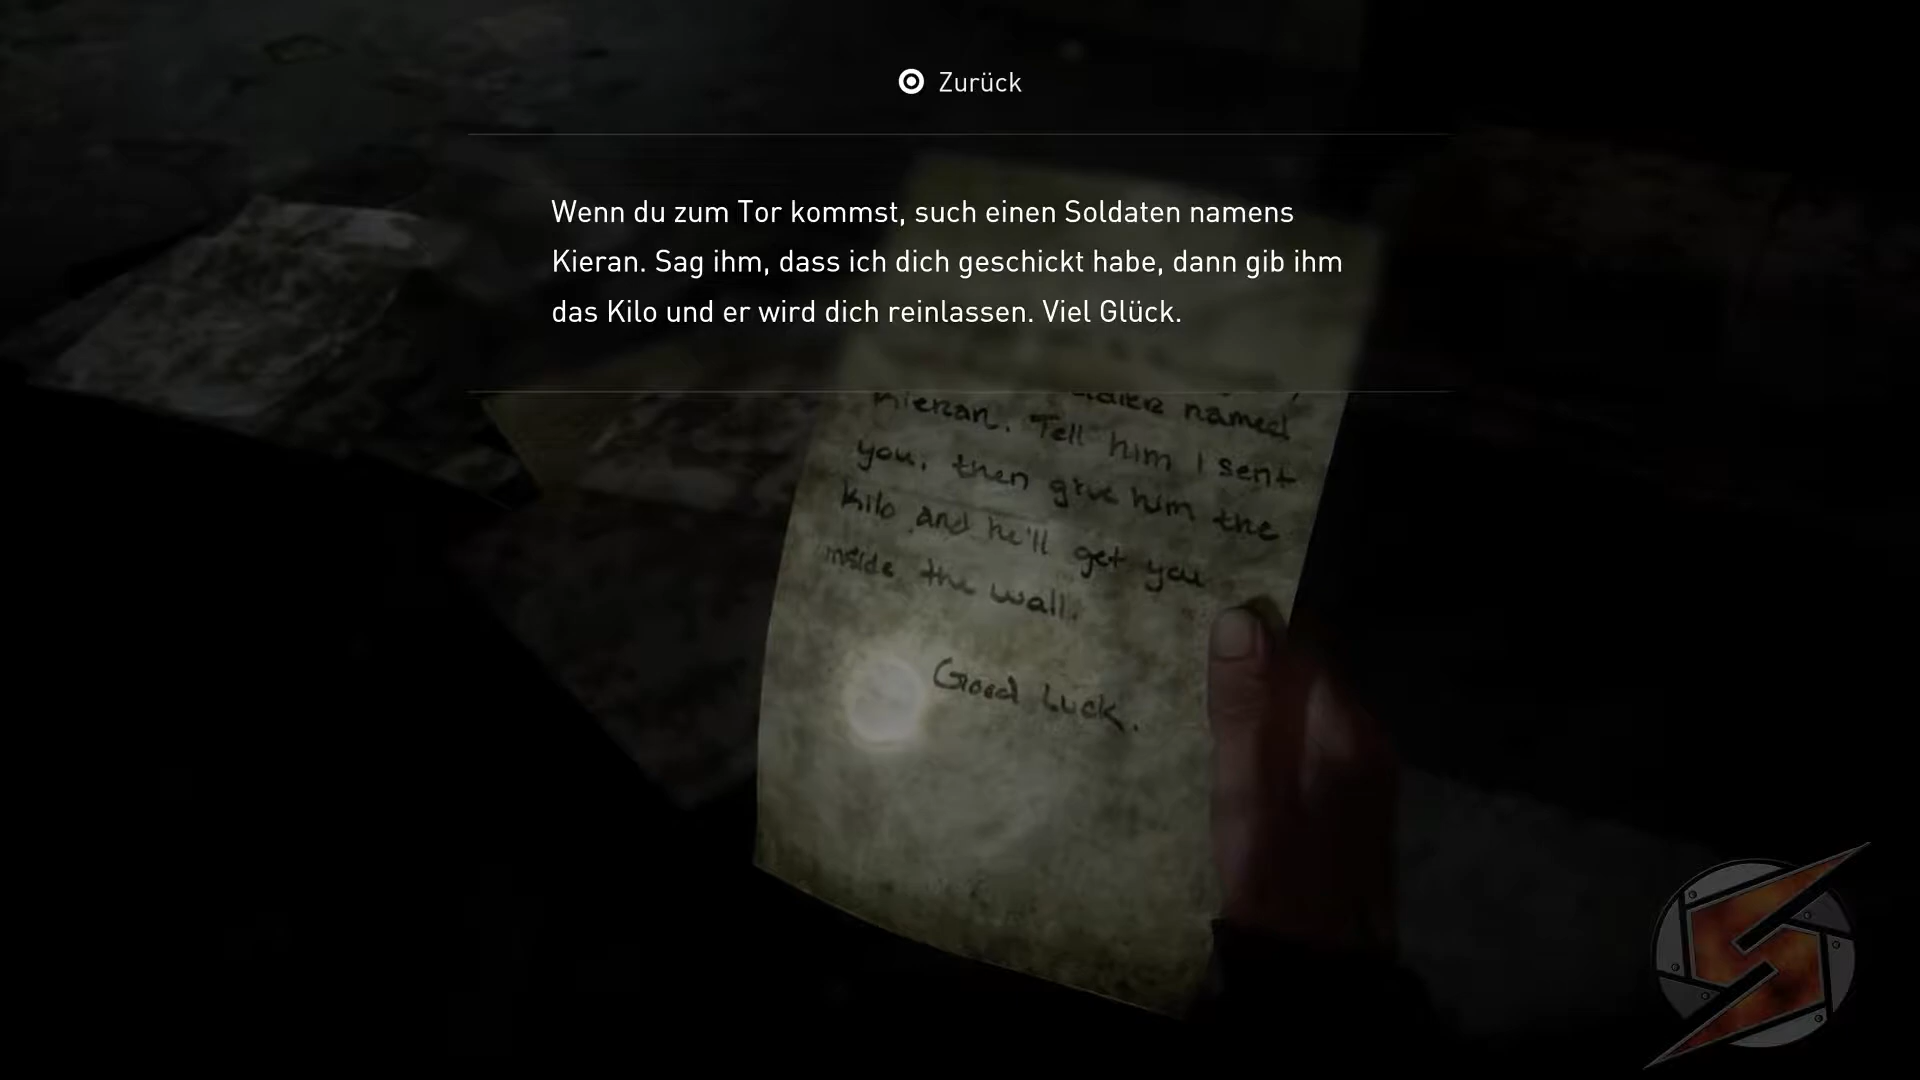 Zurück
Wenn du zum Tor kommst, such einen Soldaten namens
Kieran. Sag ihm, dass ich dich geschickt habe, dann gib ihm
das Kilo und er wird dich reinlassen. Viel Glück.
named
Kieran. Tell him I sent
you, then give him the
Kilo and he'll get you
inside the wall.
Good Luck.